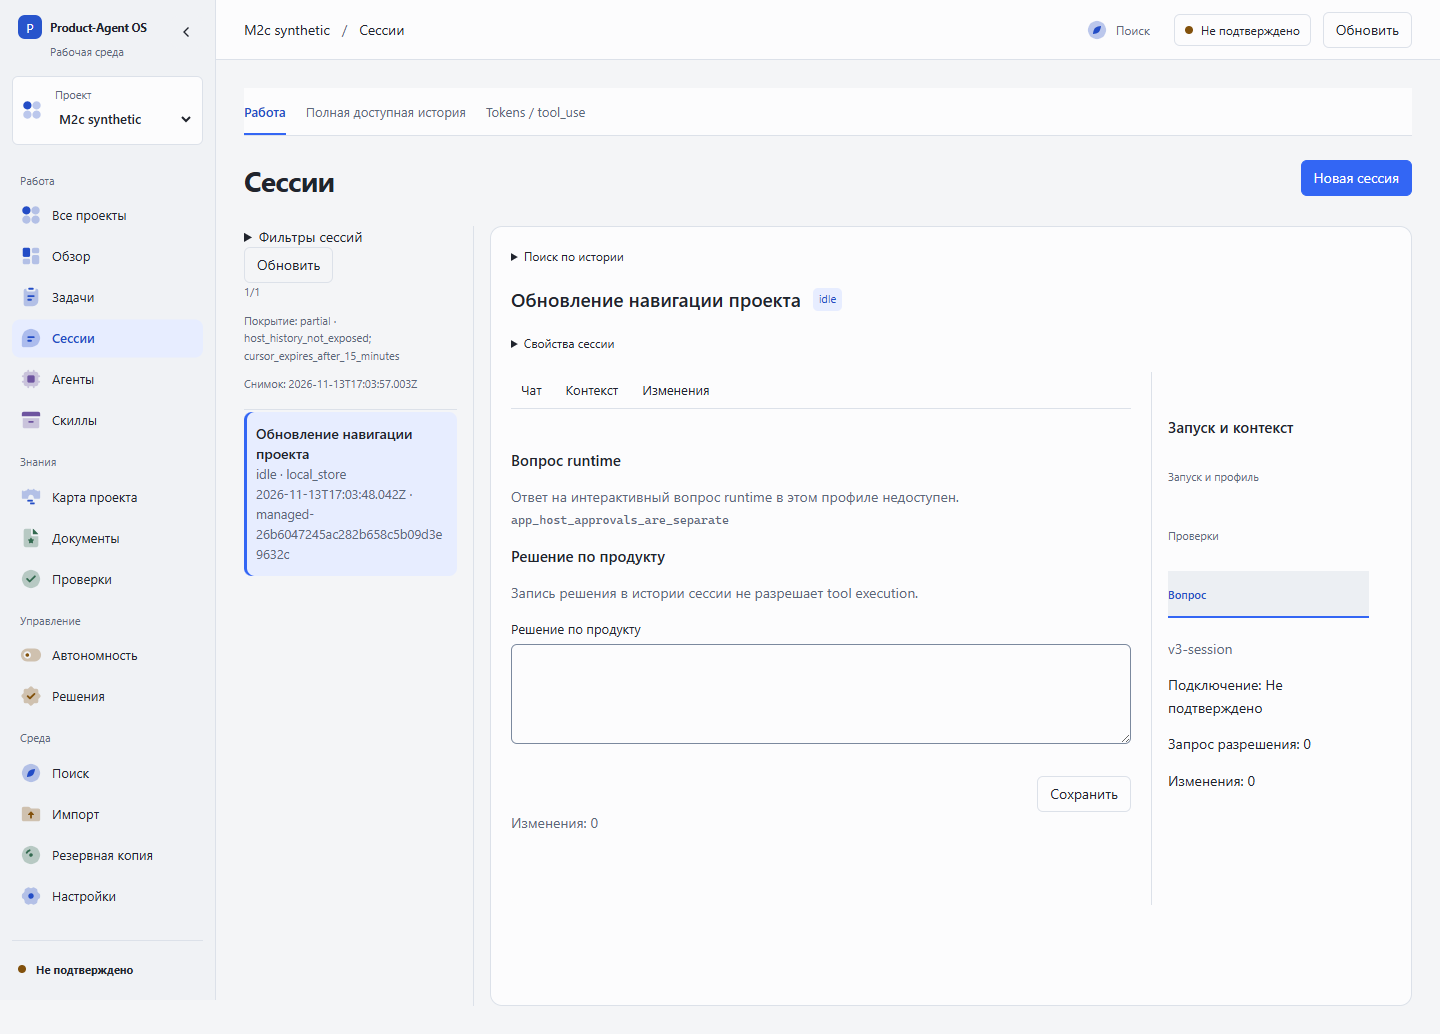 P
Product-Agent OS
Рабочая среда
Проект
M2c synthetic
Работа
Все проекты
Обзор
Задачи
Сессии
Агенты
Скиллы
Знания
Карта проекта
Документы
Проверки
Управление
Автономность
Решения
Среда
Поиск
Импорт
Резервная копия
Настройки
Не подтверждено
M2c synthetic / Сессии
Поиск
Не подтверждено
Обновить
Работа
Полная доступная история
Tokens / tool_use
Сессии
Новая сессия
Фильтры сессий
Обновить
1/1
Покрытие: partial ·
host_history_not_exposed;
cursor_expires_after_15_minutes
Снимок: 2026-11-13T17:03:57.003Z
Обновление навигации
проекта
idle · local_store
2026-11-13T17:03:48.042Z ·
managed-
26b6047245ac282b658c5b09d3e
9632c
Поиск по истории
Обновление навигации проекта
idle
Свойства сессии
Чат
Контекст
Изменения
Вопрос runtime
Ответ на интерактивный вопрос runtime в этом профиле недоступен.
app_host_approvals_are_separate
Решение по продукту
Запись решения в истории сессии не разрешает tool execution.
Решение по продукту
Сохранить
Изменения: 0
Запуск и контекст
Запуск и профиль
Проверки
Вопрос
v3-session
Подключение: Не
подтверждено
Запрос разрешения: 0
Изменения: 0